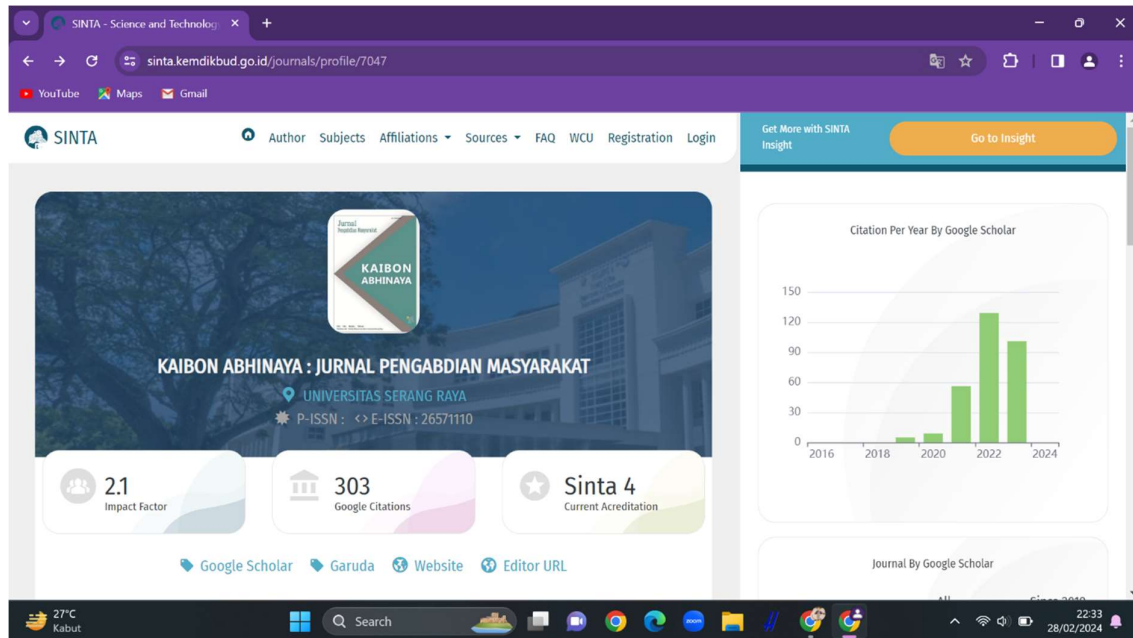 SINTA - Science and Technolog
sinta.kemdikbud.go.id/journals/profile/7047
YouTube Maps Gmail
SINTA
Author Subjects Affiliations Sources FAQ WCU Registration Login
Get More with SINTA
Insight
Go to Insight
Jurnal
Pengabdian Masyarakat
KAIBON
ABHINAYA
KAIBON ABHINAYA : JURNAL PENGABDIAN MASYARAKAT
UNIVERSITAS SERANG RAYA
P-ISSN : <> E-ISSN : 26571110
2.1
Impact Factor
303
Google Citations
Sinta 4
Current Acreditation
Google Scholar Garuda Website Editor URL
Citation Per Year By Google Scholar
150
120
90
60
30
0
2016 2018 2020 2022 2024
Journal By Google Scholar
All Since 2019
27°C
Kabut
Search
zoom
22:33
28/02/2024